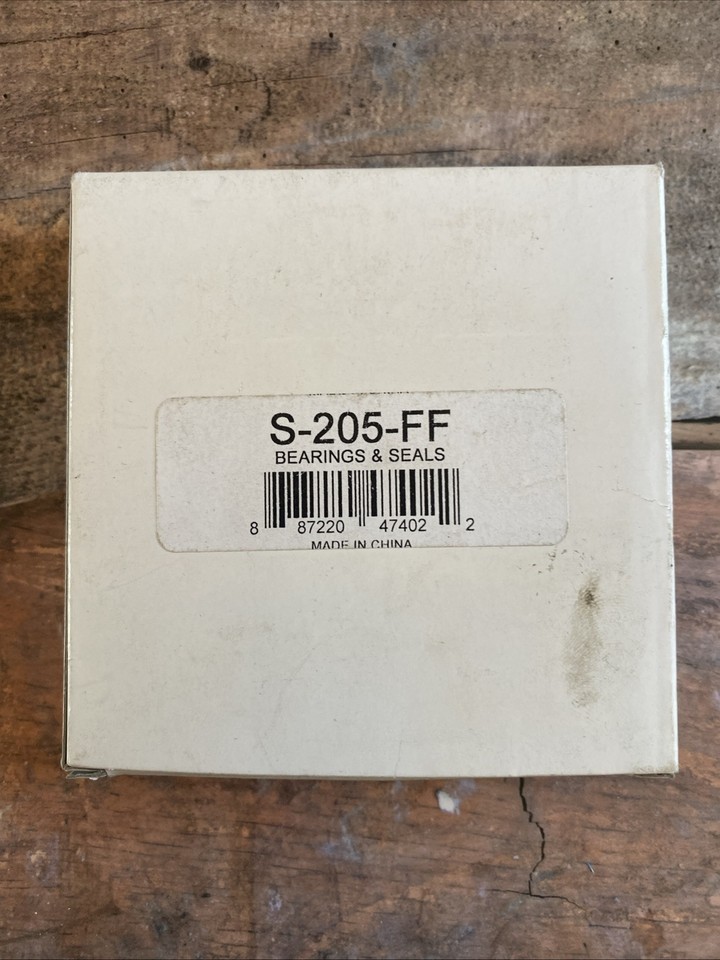 S-205-FF
BEARINGS & SEALS
8 87220 47402 2
MADE IN CHINA